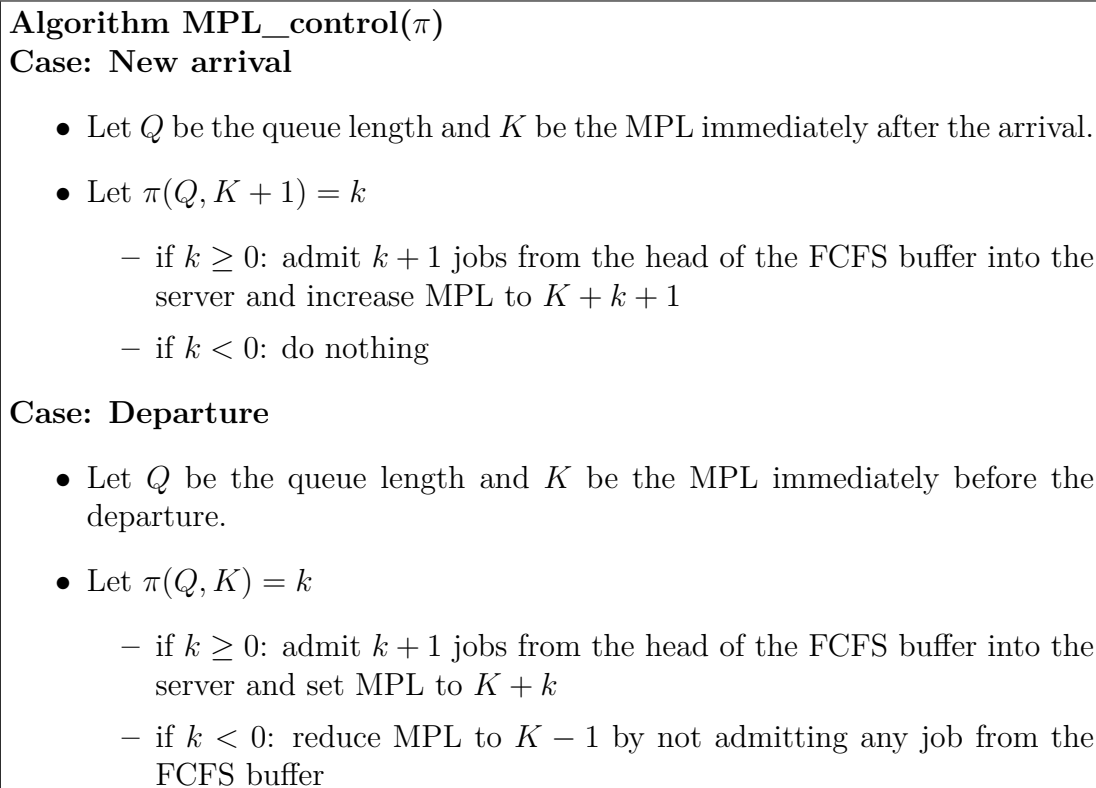 Algorithm MPL_control(π)
Case: New arrival
• Let Q be the queue length and K be the MPL immediately after the arrival.
• Let π(Q, K + 1) = k
– if k ≥ 0: admit k + 1 jobs from the head of the FCFS buffer into the
server and increase MPL to K + k + 1
– if k < 0: do nothing
Case: Departure
• Let Q be the queue length and K be the MPL immediately before the
departure.
• Let π(Q, K) = k
– if k ≥ 0: admit k + 1 jobs from the head of the FCFS buffer into the
server and set MPL to K + k
– if k < 0: reduce MPL to K − 1 by not admitting any job from the
FCFS buffer